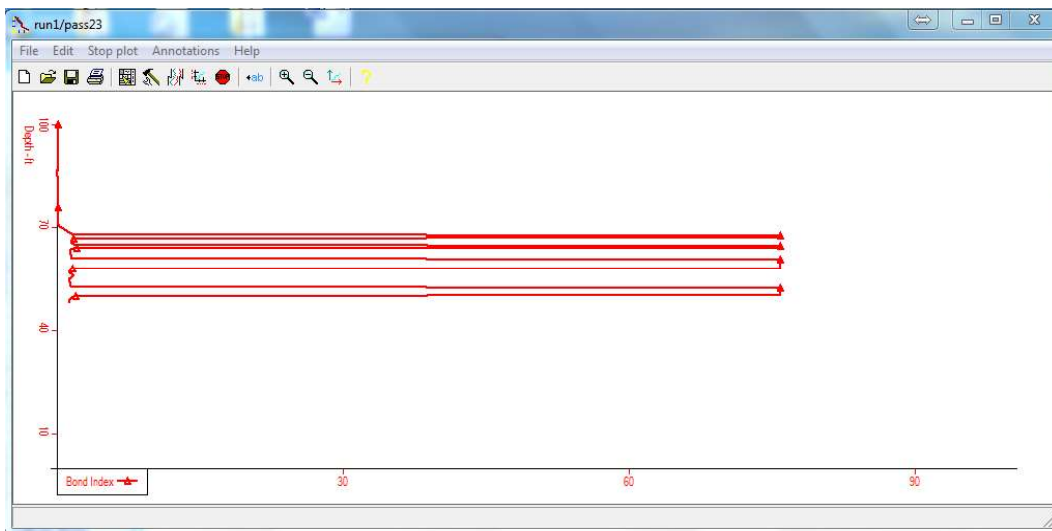 run1/pass23
File Edit Stop plot Annotations Help
ab
100
Depth - ft
70
40
10
Bond Index
30
60
90